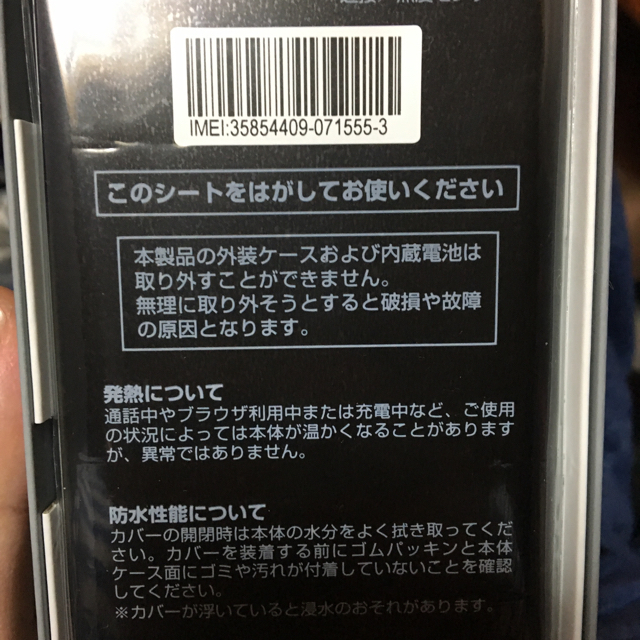 IMEI:35854409-071555-3
このシートをはがしてお使いください
本製品の外装ケースおよび内蔵電池は
取り外すことができません。
無理に取り外そうとすると破損や故障
の原因となります。
発熱について
通話中やブラウザ利用中または充電中など、ご使用
の状況によっては本体が温かくなることがあります
が、異常ではありません。
防水性能について
カバーの開閉時は本体の水分をよく拭き取ってくだ
さい。カバーを装着する前にゴムパッキンと本体
ケース面にゴミや汚れが付着していないことを確認
してください。
※カバーが浮いていると浸水のおそれがあります。